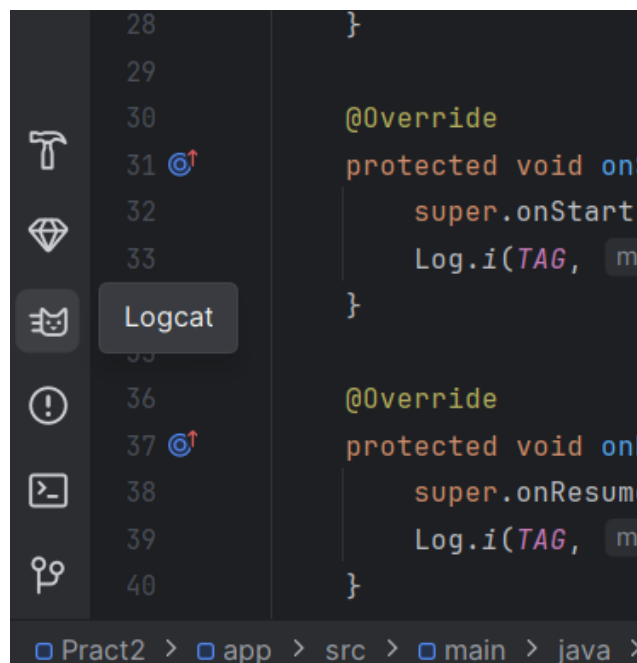 28 }
29
30 @Override
31 protected void on
32 super.onStart
33 Log.i(TAG, m
Logcat }
35
36 @Override
37 protected void on
38 super.onResum
39 Log.i(TAG, m
40 }
Pract2 > app > src > main > java >